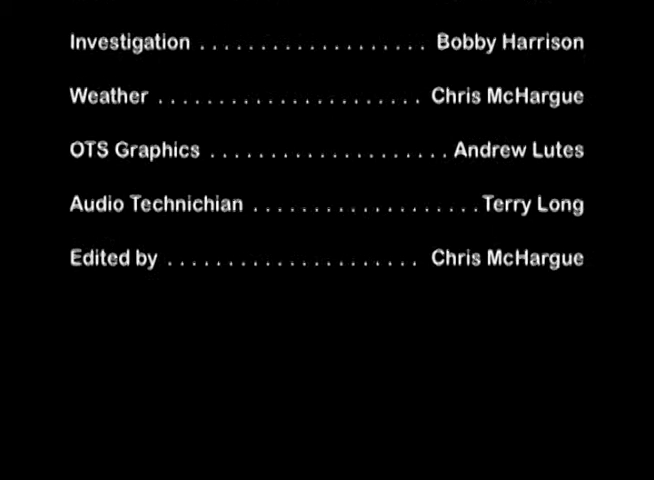 Investigation . . . . . . . . . . . . . . . . . . . Bobby Harrison
Weather . . . . . . . . . . . . . . . . . . . . . . Chris McHargue
OTS Graphics . . . . . . . . . . . . . . . . . . . . Andrew Lutes
Audio Technichian . . . . . . . . . . . . . . . . . . . Terry Long
Edited by . . . . . . . . . . . . . . . . . . . . . Chris McHargue